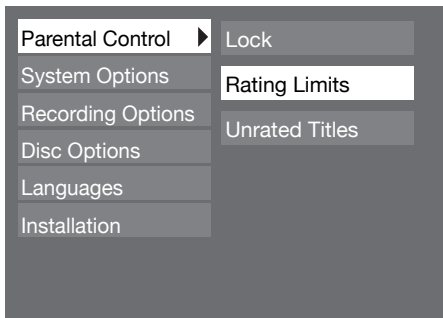 Parental Control
System Options
Recording Options
Disc Options
Languages
Installation
Lock
Rating Limits
Unrated Titles